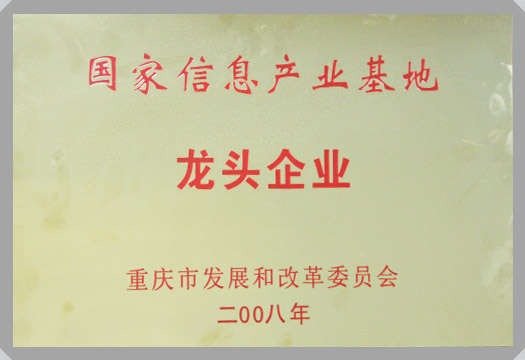 国家信息产业基地
龙头企业
重庆市发展和改革委员会
二00八年